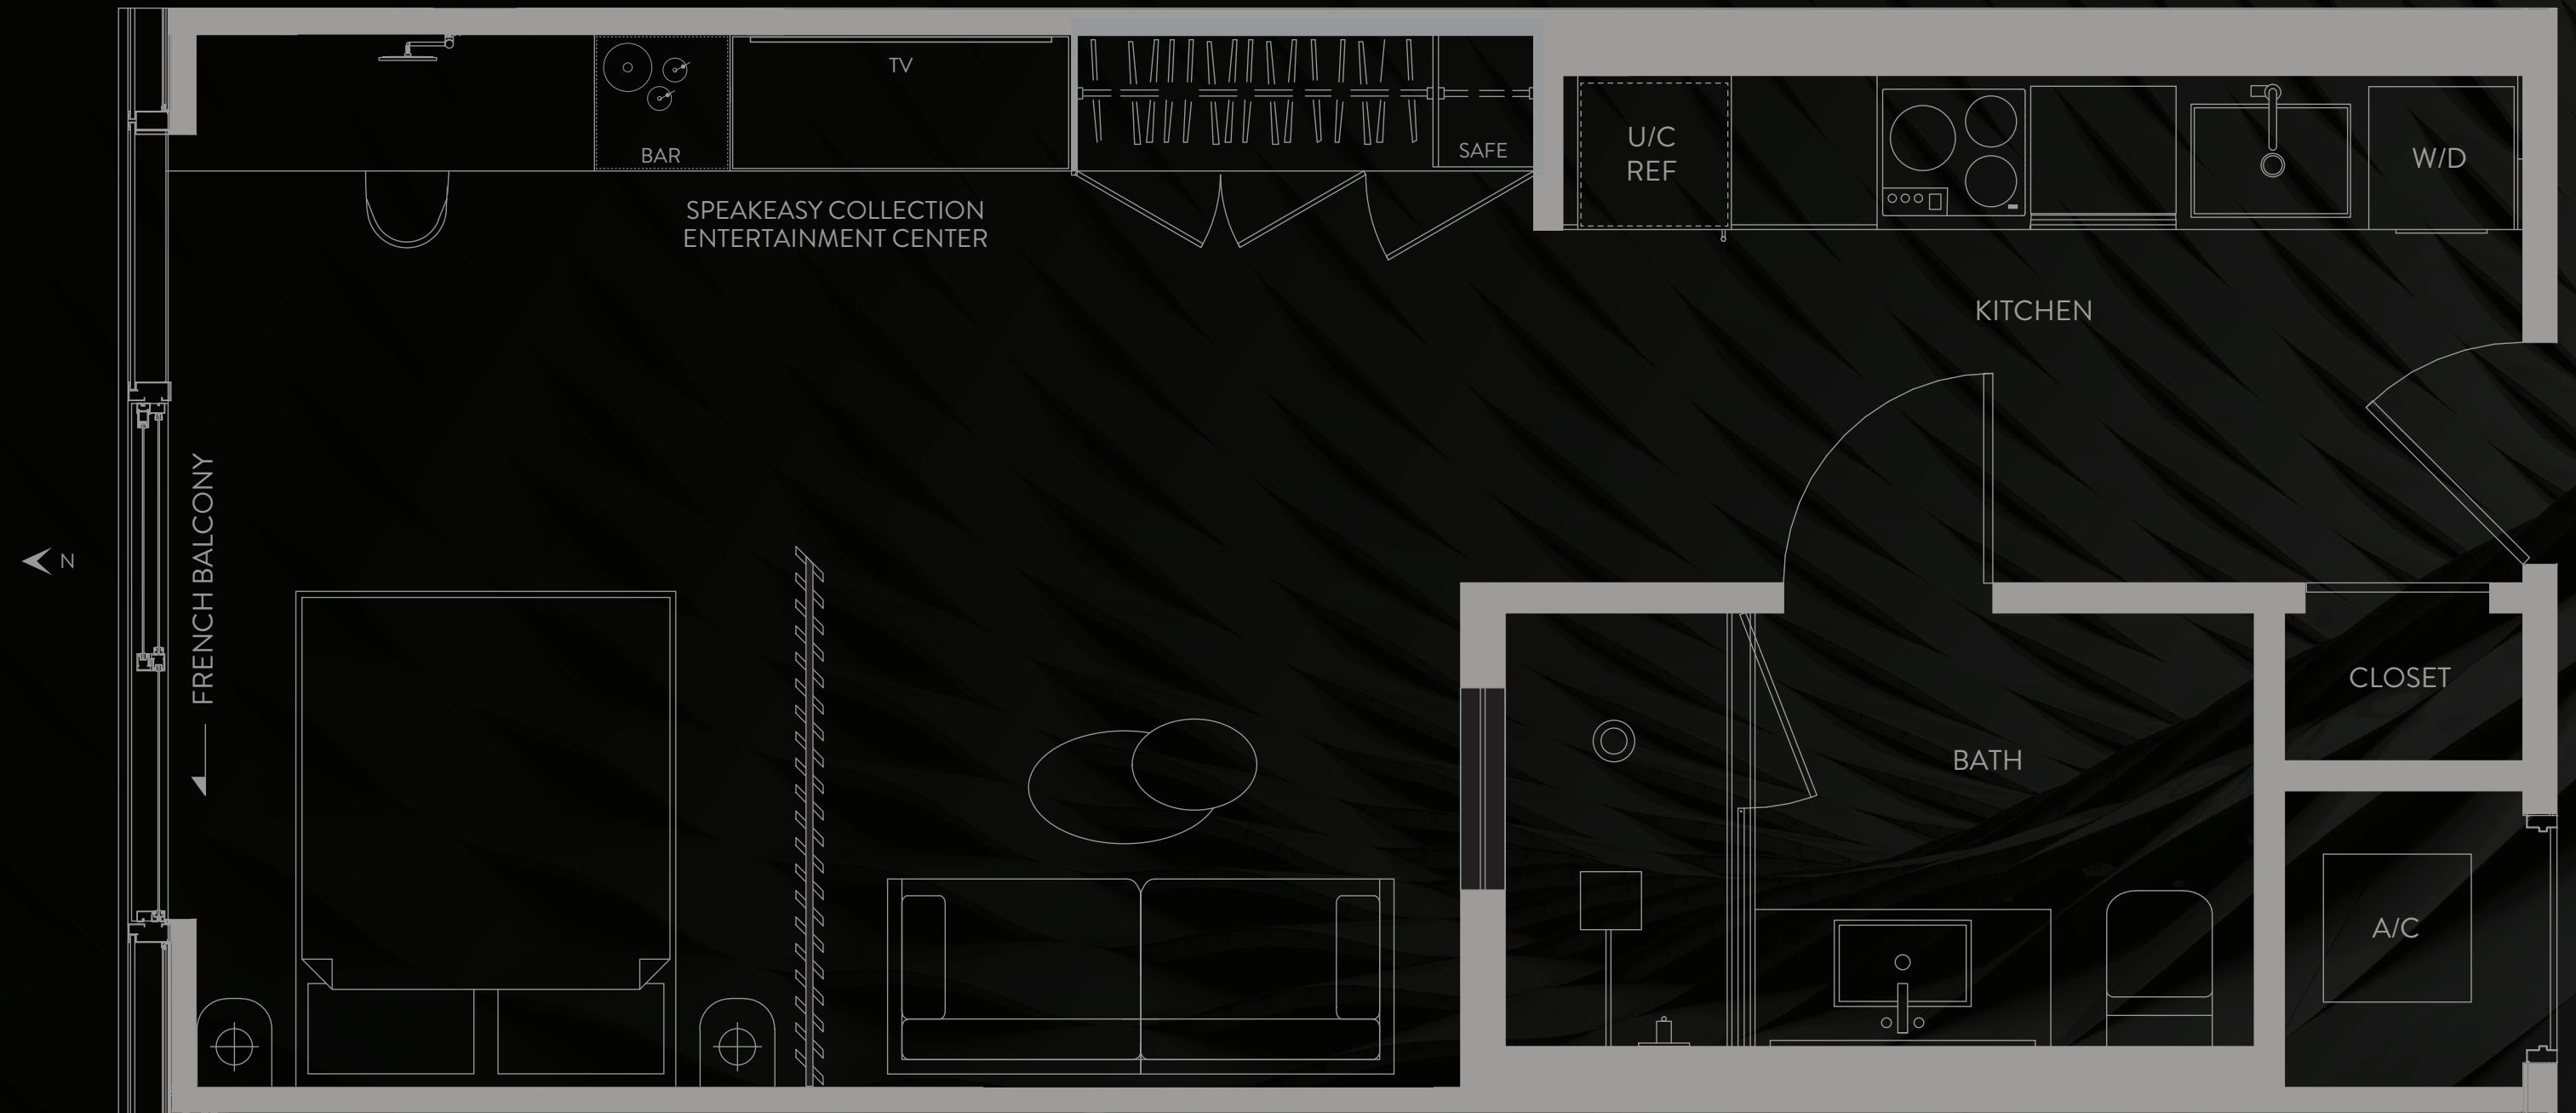 TV
BAR
SAFE
U/C
REF
W/D
SPEAKEASY COLLECTION
ENTERTAINMENT CENTER
KITCHEN
FRENCH BALCONY
N
CLOSET
BATH
A/C